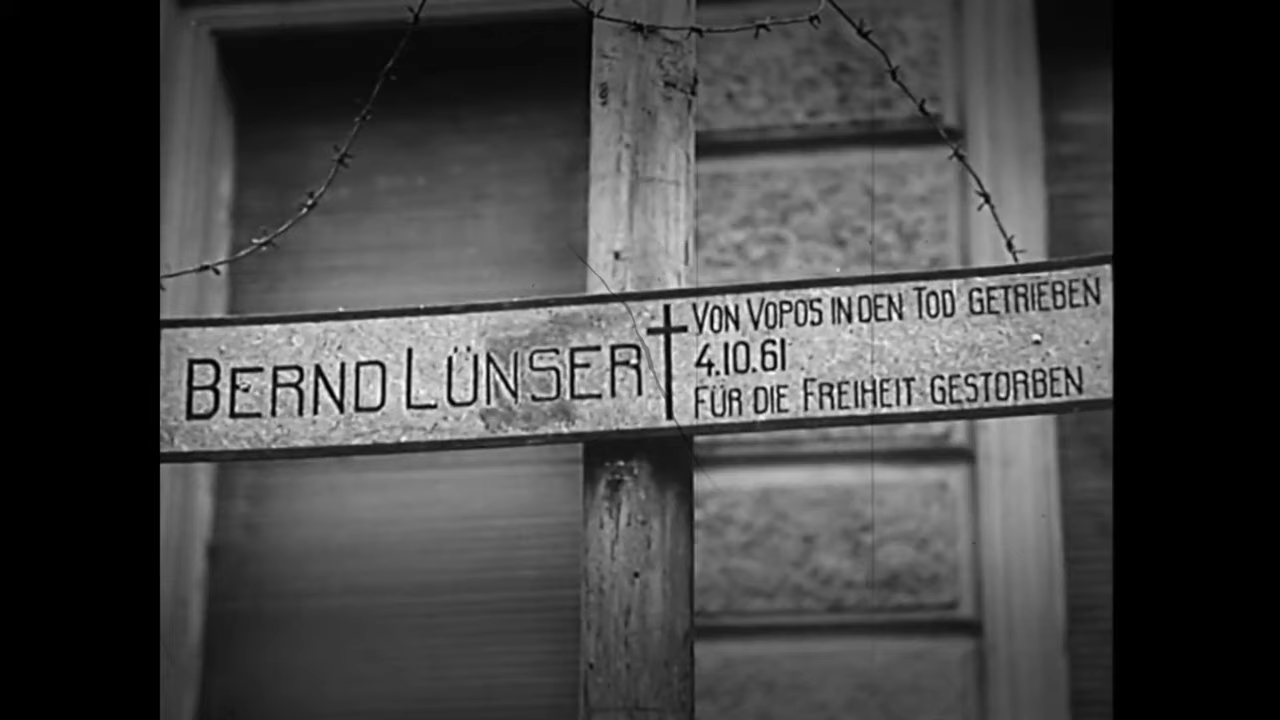 BERND LÜNSER
VON VOPOS IN DEN TOD GETRIEBEN
4.10.61
FÜR DIE FREIHEIT GESTORBEN